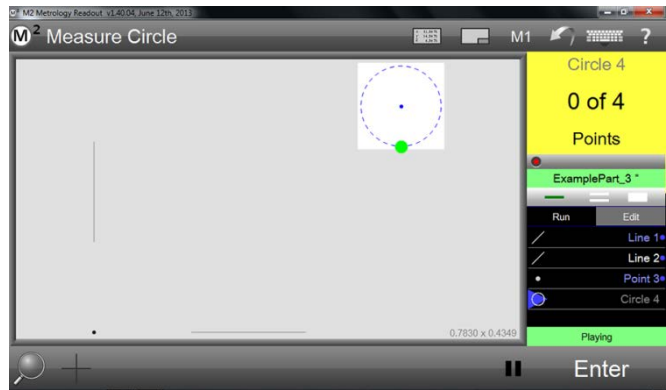 M2 Metrology Readout v1.40.04, June 12th, 2013
M2 Measure Circle
M1
?
Circle 4
0 of 4
Points
ExamplePart_3 *
Run Edit
Line 1
Line 2
Point 3
Circle 4
0.7830 x 0.4349
Playing
Enter